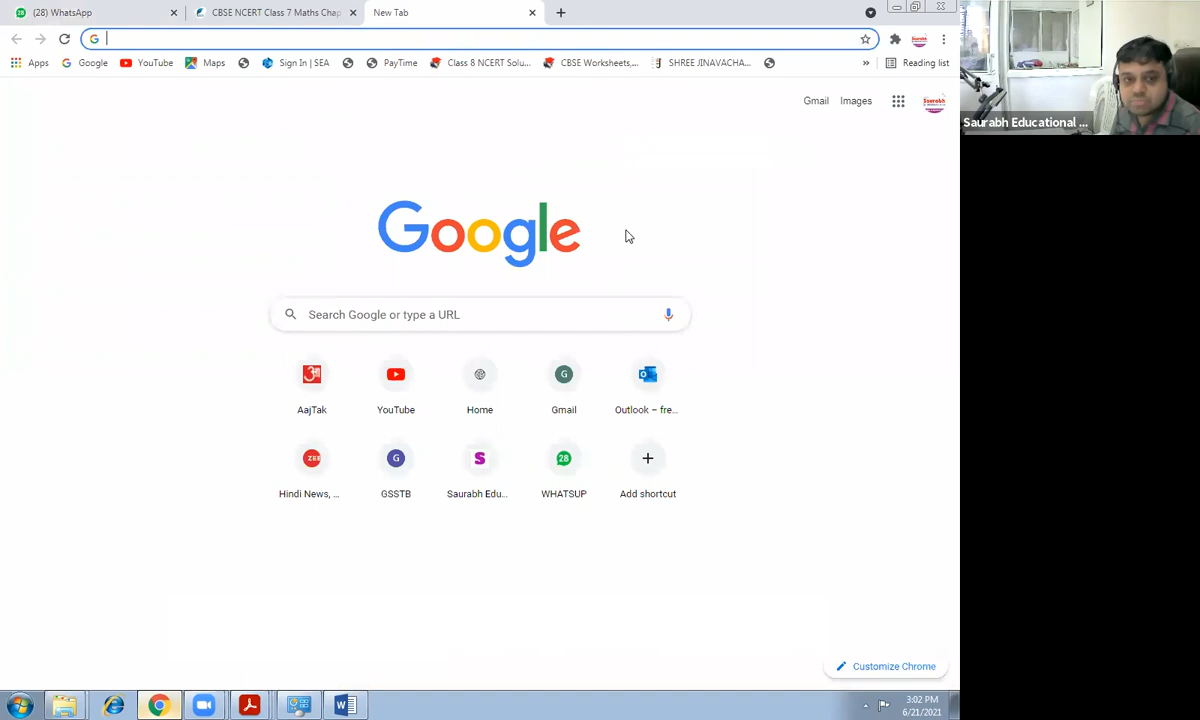 (28) WhatsApp
CBSE NCERT Class 7 Maths Chap
New Tab
Apps
Google
YouTube
Maps
Sign In | SEA
PayTime
Class 8 NCERT Solu...
CBSE Worksheets,...
SHREE JINAVACHA...
»
Reading list
Gmail
Images
Saurabh
Saurabh Educational ...
Google
Search Google or type a URL
AajTak
YouTube
Home
G
Gmail
Outlook – fre...
ZEE
Hindi News, ...
G
GSSTB
S
Saurabh Edu...
28
WHATSUP
Add shortcut
Customize Chrome
3:02 PM
6/21/2021